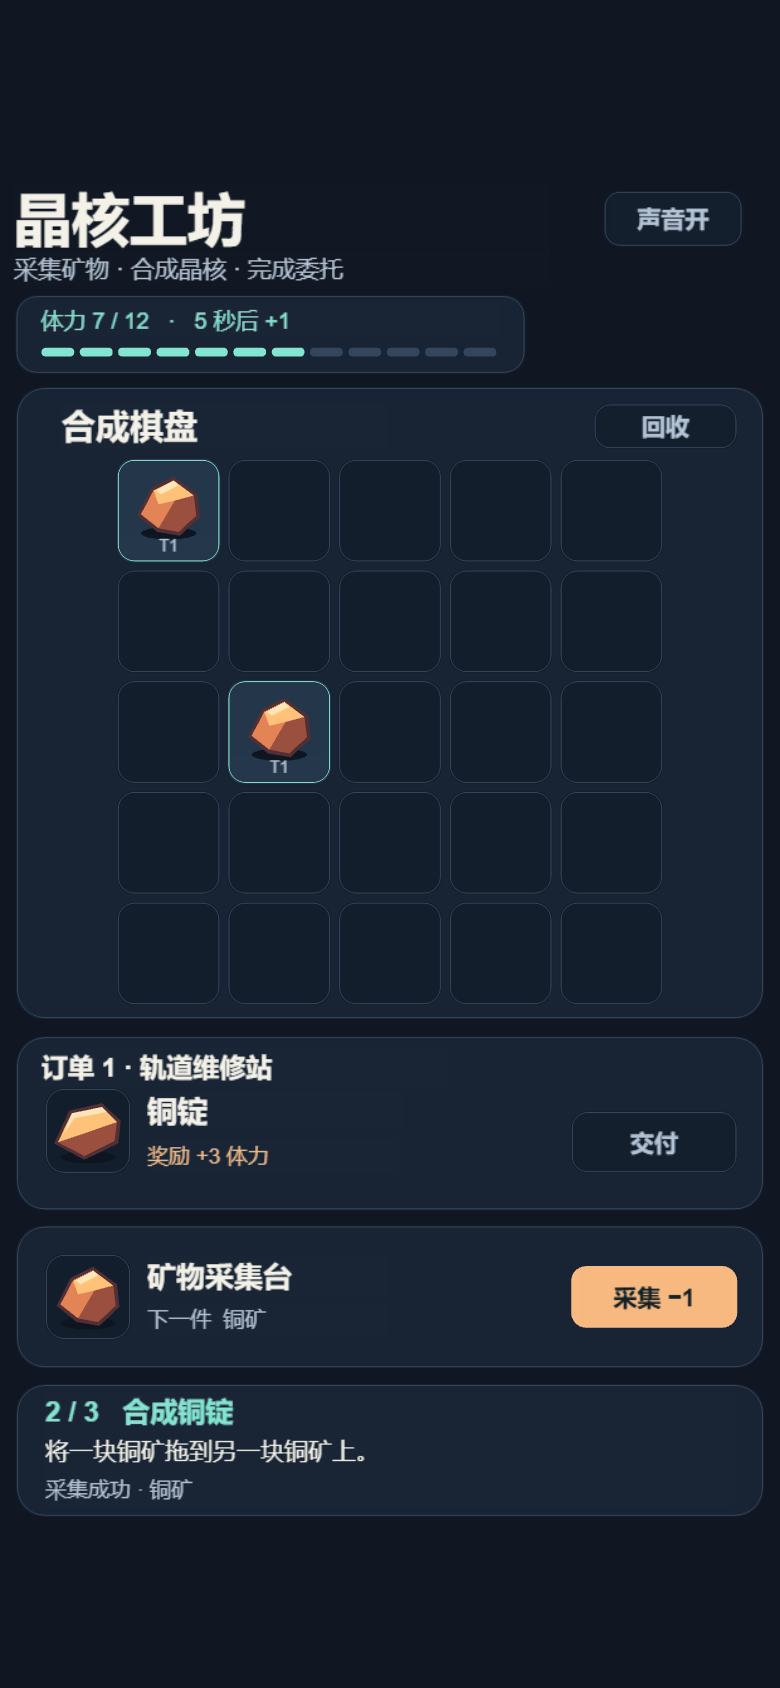 晶核工坊
声音开
采集矿物 · 合成晶核 · 完成委托
体力 7 / 12 · 5 秒后 +1
合成棋盘
回收
T1
T1
订单 1 · 轨道维修站
铜锭
奖励 +3 体力
交付
矿物采集台
下一件 铜矿
采集 −1
2 / 3 合成铜锭
将一块铜矿拖到另一块铜矿上。
采集成功 · 铜矿